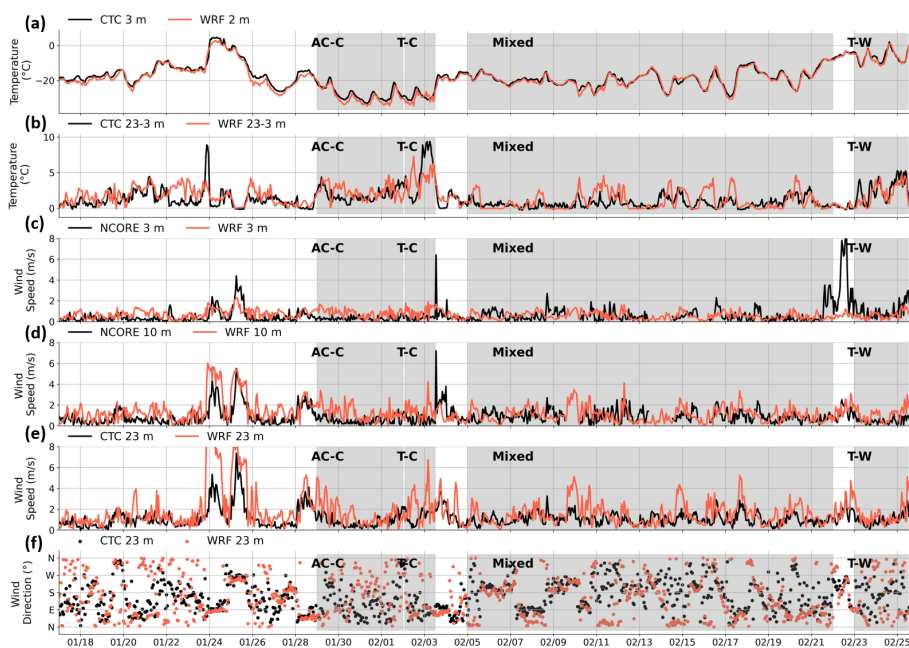 (a) CTC 3 m WRF 2 m
AC-C T-C Mixed T-W
Temperature (°C)
0
−20
(b) CTC 23-3 m WRF 23-3 m
AC-C T-C Mixed T-W
Temperature (°C)
10
5
0
(c) NCORE 3 m WRF 3 m
AC-C T-C Mixed T-W
Wind Speed (m/s)
8
6
4
2
0
(d) NCORE 10 m WRF 10 m
AC-C T-C Mixed T-W
Wind Speed (m/s)
8
6
4
2
0
(e) CTC 23 m WRF 23 m
AC-C T-C Mixed T-W
Wind Speed (m/s)
8
6
4
2
0
(f) CTC 23 m WRF 23 m
AC-C T-C Mixed T-W
Wind Direction (°)
N
W
S
E
N
01/18 01/20 01/22 01/24 01/26 01/28 01/30 02/01 02/03 02/05 02/07 02/09 02/11 02/13 02/15 02/17 02/19 02/21 02/23 02/25